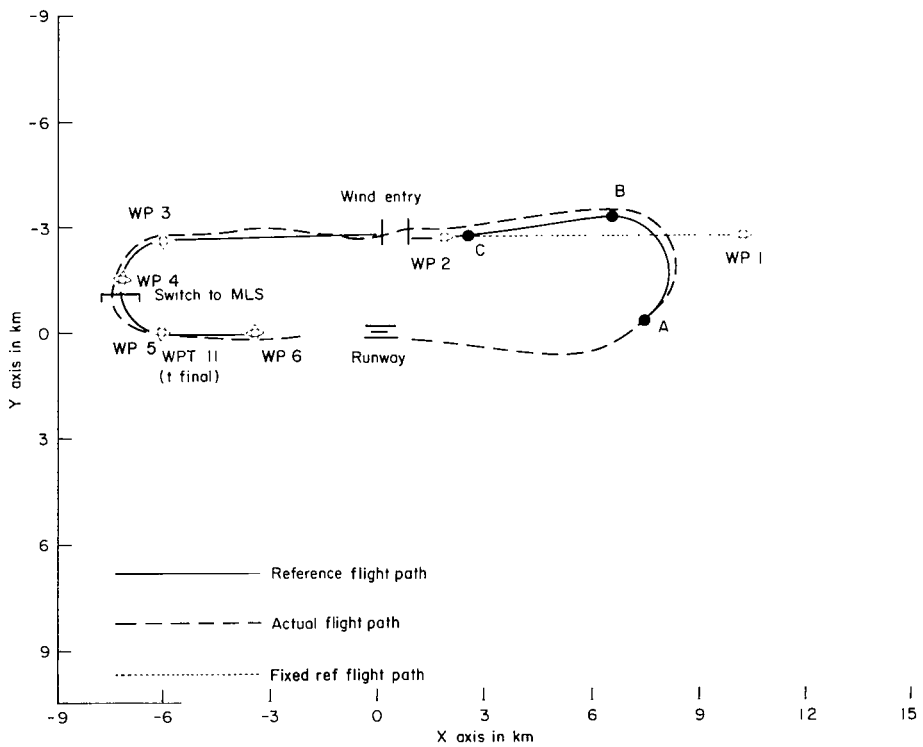 -9
-6
B
Wind entry
WP 3
-3
C
WP 2
WP 1
WP 4
Switch to MLS
A
0
WP 5
WPT 11
(t final)
WP 6
Runway
Y axis in km
3
6
Reference flight path
Actual flight path
9
Fixed ref flight path
-9
-6
-3
0
3
6
9
12
15
X axis in km